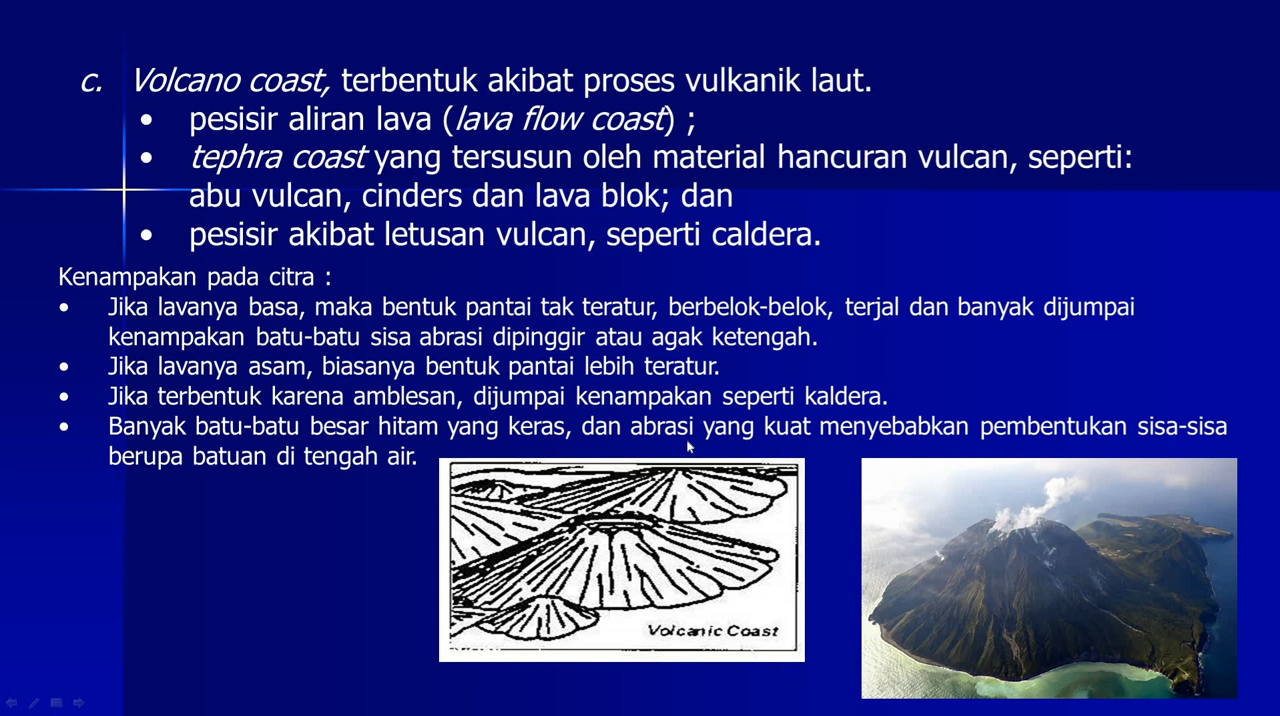 c. Volcano coast, terbentuk akibat proses vulkanik laut.
• pesisir aliran lava (lava flow coast) ;
• tephra coast yang tersusun oleh material hancuran vulcan, seperti:
abu vulcan, cinders dan lava blok; dan
• pesisir akibat letusan vulcan, seperti caldera.
Kenampakan pada citra :
• Jika lavanya basa, maka bentuk pantai tak teratur, berbelok-belok, terjal dan banyak dijumpai
kenampakan batu-batu sisa abrasi dipinggir atau agak ketengah.
• Jika lavanya asam, biasanya bentuk pantai lebih teratur.
• Jika terbentuk karena amblesan, dijumpai kenampakan seperti kaldera.
• Banyak batu-batu besar hitam yang keras, dan abrasi yang kuat menyebabkan pembentukan sisa-sisa
berupa batuan di tengah air.
Volcanic Coast